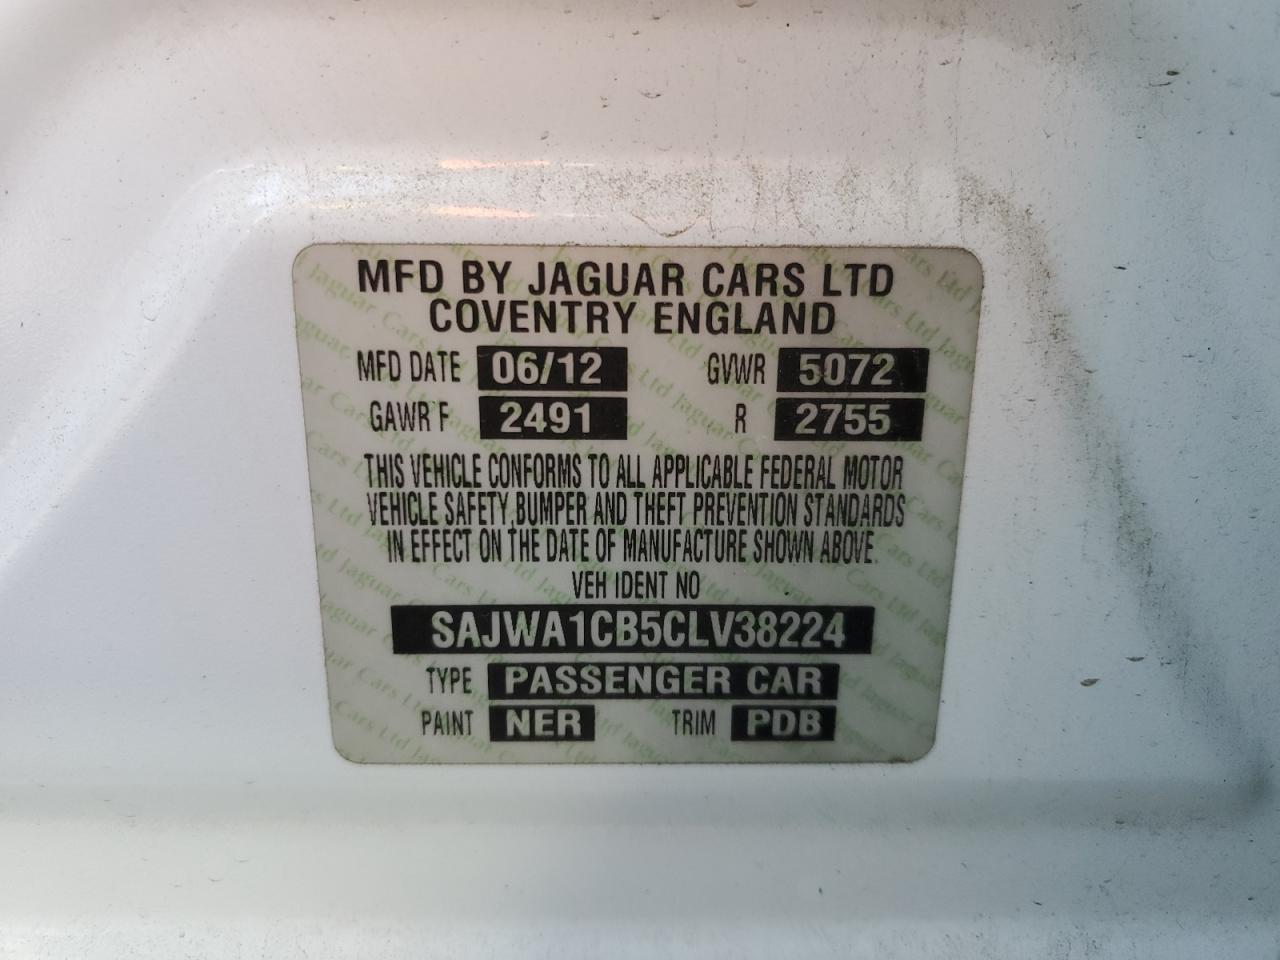 MFD BY JAGUAR CARS LTD
COVENTRY ENGLAND
MFD DATE 06/12 GVWR 5072
GAWR F 2491 R 2755
THIS VEHICLE CONFORMS TO ALL APPLICABLE FEDERAL MOTOR
VEHICLE SAFETY,BUMPER AND THEFT PREVENTION STANDARDS
IN EFFECT ON THE DATE OF MANUFACTURE SHOWN ABOVE.
VEH IDENT NO
SAJWA1CB5CLV38224
TYPE PASSENGER CAR
PAINT NER TRIM PDB